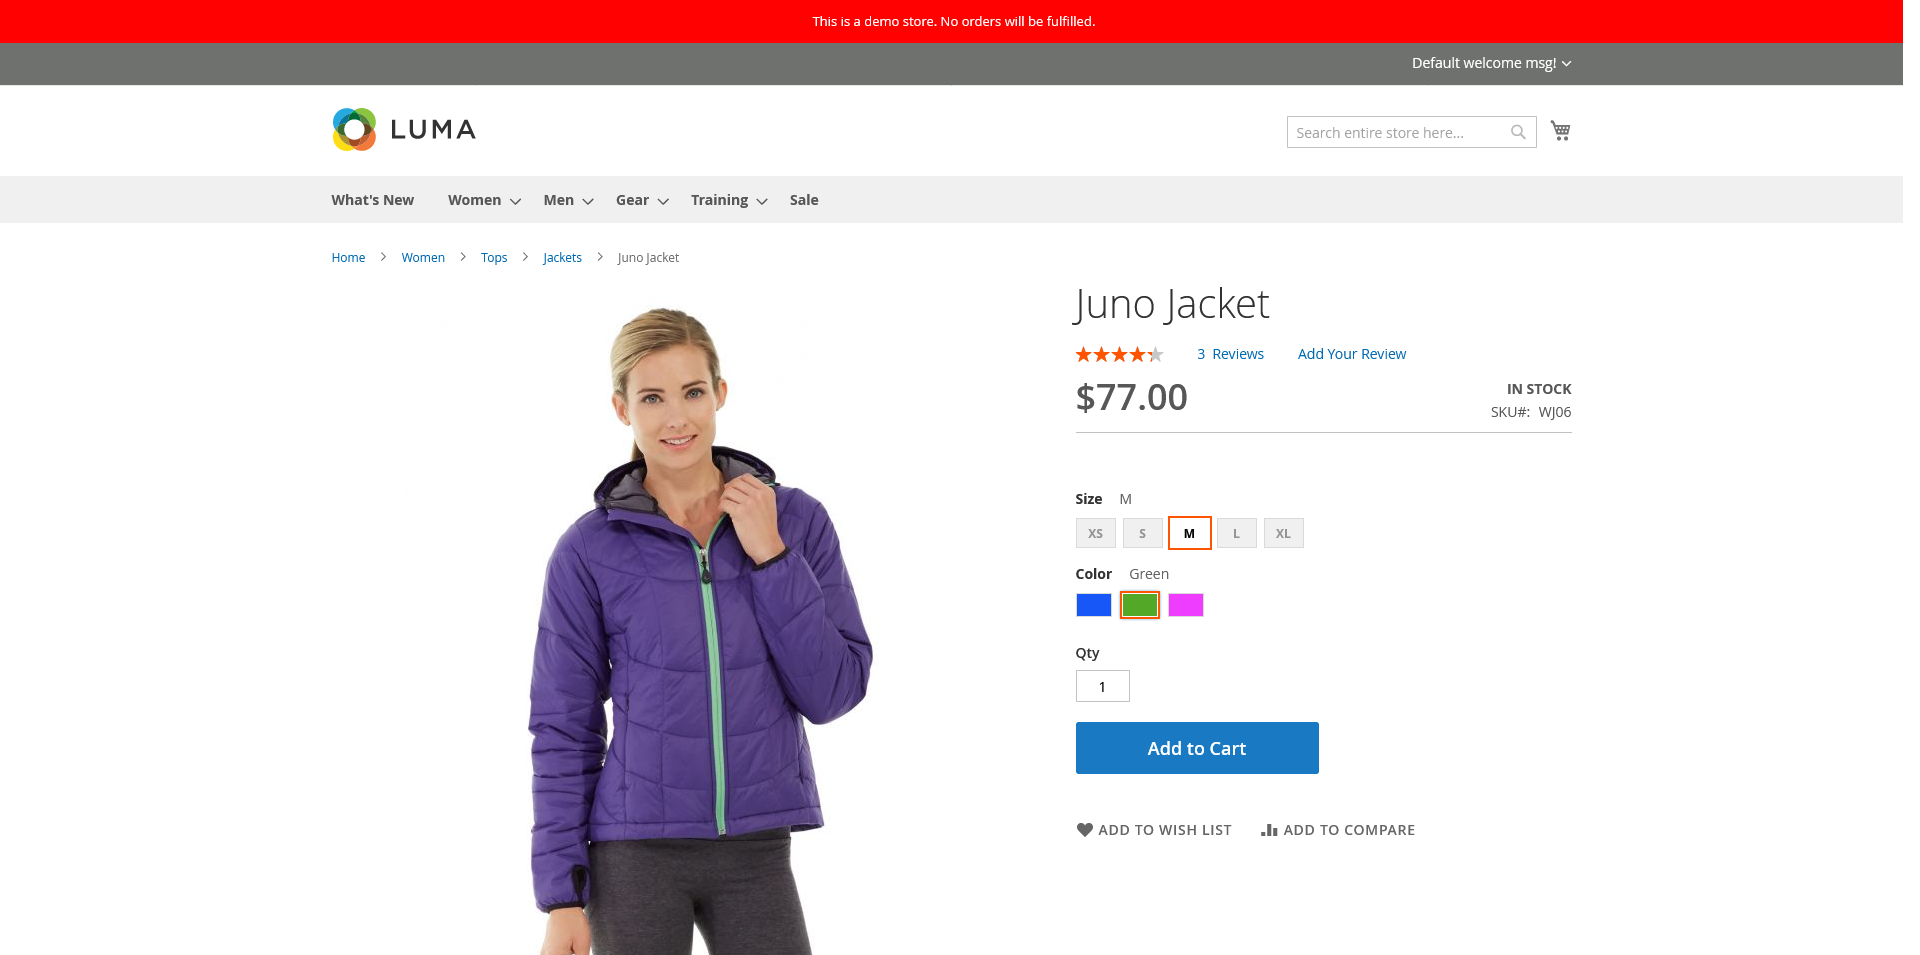 This is a demo store. No orders will be fulfilled.
Default welcome msg!
LUMA
Search entire store here...
What's New Women Men Gear Training Sale
Home Women Tops Jackets Juno Jacket
Juno Jacket
3 Reviews Add Your Review
$77.00
IN STOCK
SKU#: WJ06
Size M
XS S M L XL
Color Green
Qty
1
Add to Cart
ADD TO WISH LIST ADD TO COMPARE